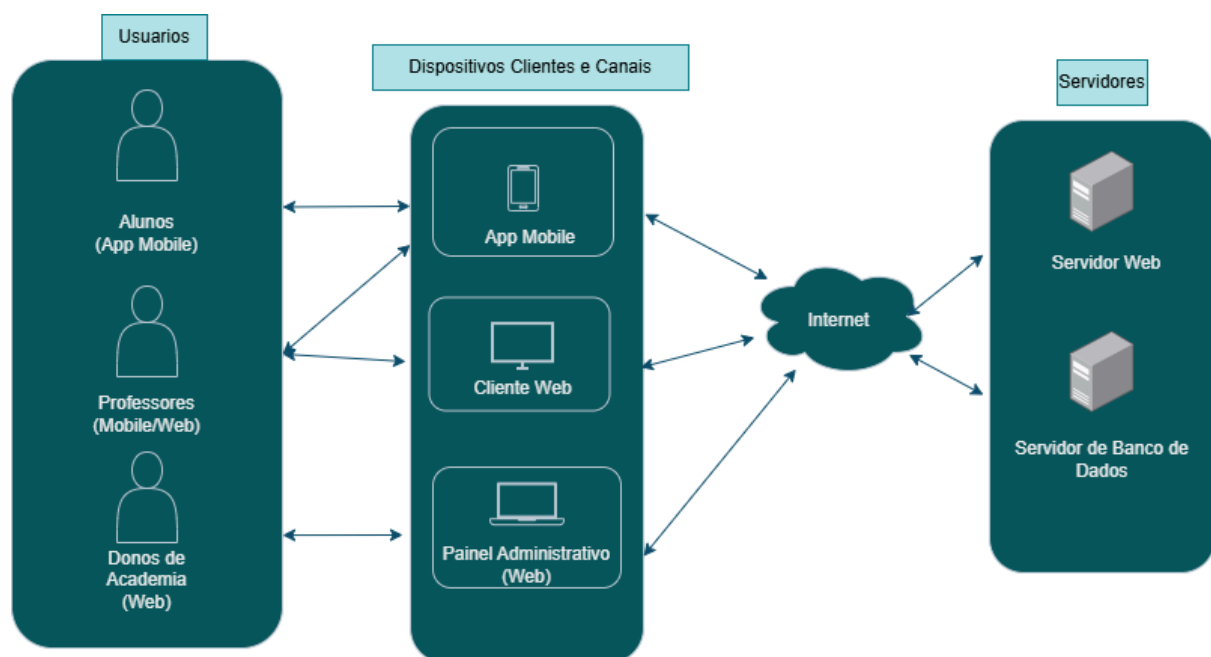 Usuarios
Alunos
(App Mobile)
Professores
(Mobile/Web)
Donos de
Academia
(Web)
Dispositivos Clientes e Canais
App Mobile
Cliente Web
Painel Administrativo
(Web)
Internet
Servidores
Servidor Web
Servidor de Banco de
Dados